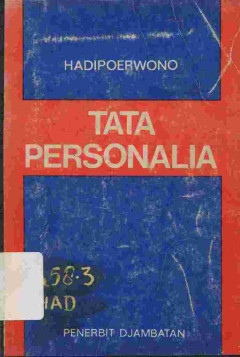 HADIPOERWONO
TATA
PERSONALIA
658.3
HAD
PENERBIT DJAMBATAN